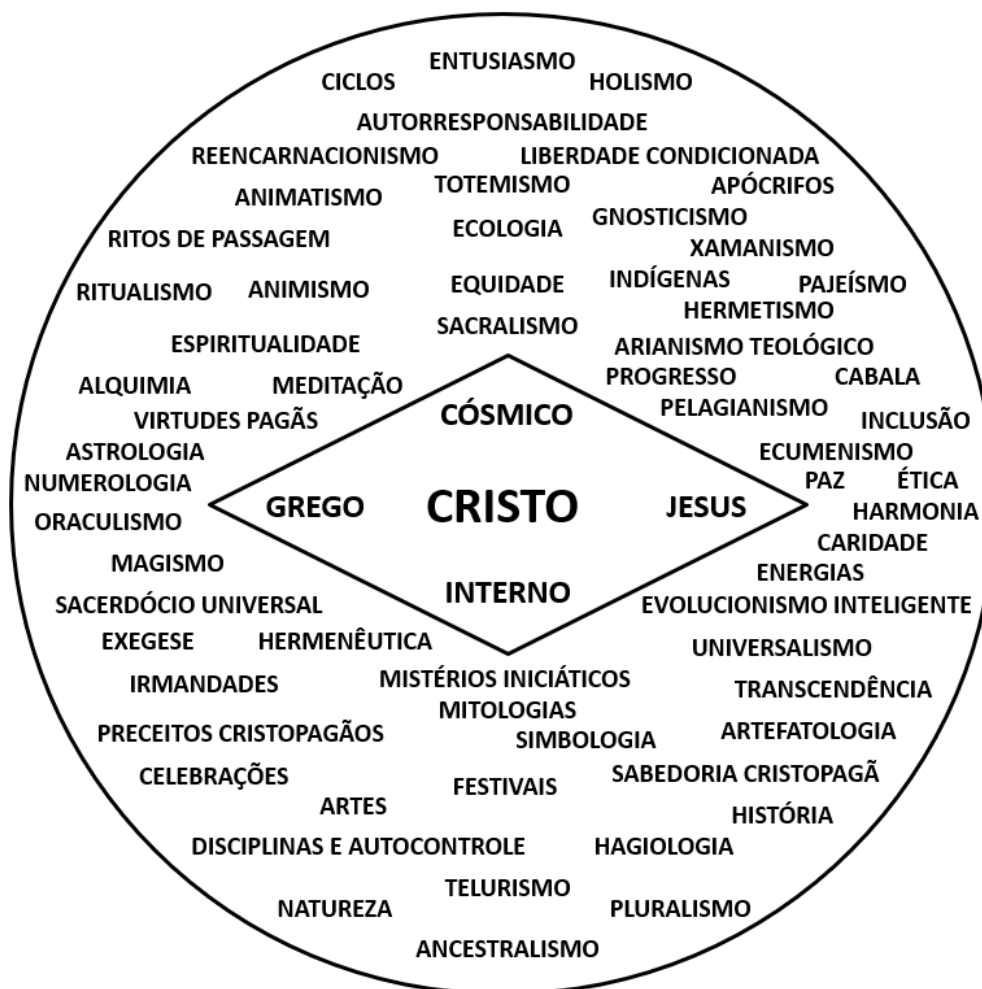 ENTUSIASMO
CICLOS
HOLISMO
AUTORRESPONSABILIDADE
REENCARNACIONISMO
LIBERDADE CONDICIONADA
TOTEMISMO
APÓCRIFOS
ANIMATISMO
GNOSTICISMO
ECOLOGIA
RITOS DE PASSAGEM
XAMANISMO
INDÍGENAS
PAJEÍSMO
RITUALISMO
ANIMISMO
EQUIDADE
HERMETISMO
SACRALISMO
ESPIRITUALIDADE
ARIANISMO TEOLÓGICO
PROGRESSO
CABALA
ALQUIMIA
MEDITAÇÃO
PELAGIANISMO
CÓSMICO
VIRTUDES PAGÃS
INCLUSÃO
ASTROLOGIA
ECUMENISMO
NUMEROLOGIA
PAZ
ÉTICA
GREGO
CRISTO
JESUS
HARMONIA
ORACULISMO
CARIDADE
MAGISMO
ENERGIAS
INTERNO
SACERDÓCIO UNIVERSAL
EVOLUCIONISMO INTELIGENTE
EXEGESE
HERMENÊUTICA
UNIVERSALISMO
IRMANDADES
MISTÉRIOS INICIÁTICOS
TRANSCENDÊNCIA
MITOLOGIAS
PRECEITOS CRISTOPAGÃOS
SIMBOLOGIA
ARTEFATOLOGIA
CELEBRAÇÕES
FESTIVAIS
SABEDORIA CRISTOPAGÃ
ARTES
HISTÓRIA
DISCIPLINAS E AUTOCONTROLE
HAGIOLOGIA
TELURISMO
NATUREZA
PLURALISMO
ANCESTRALISMO